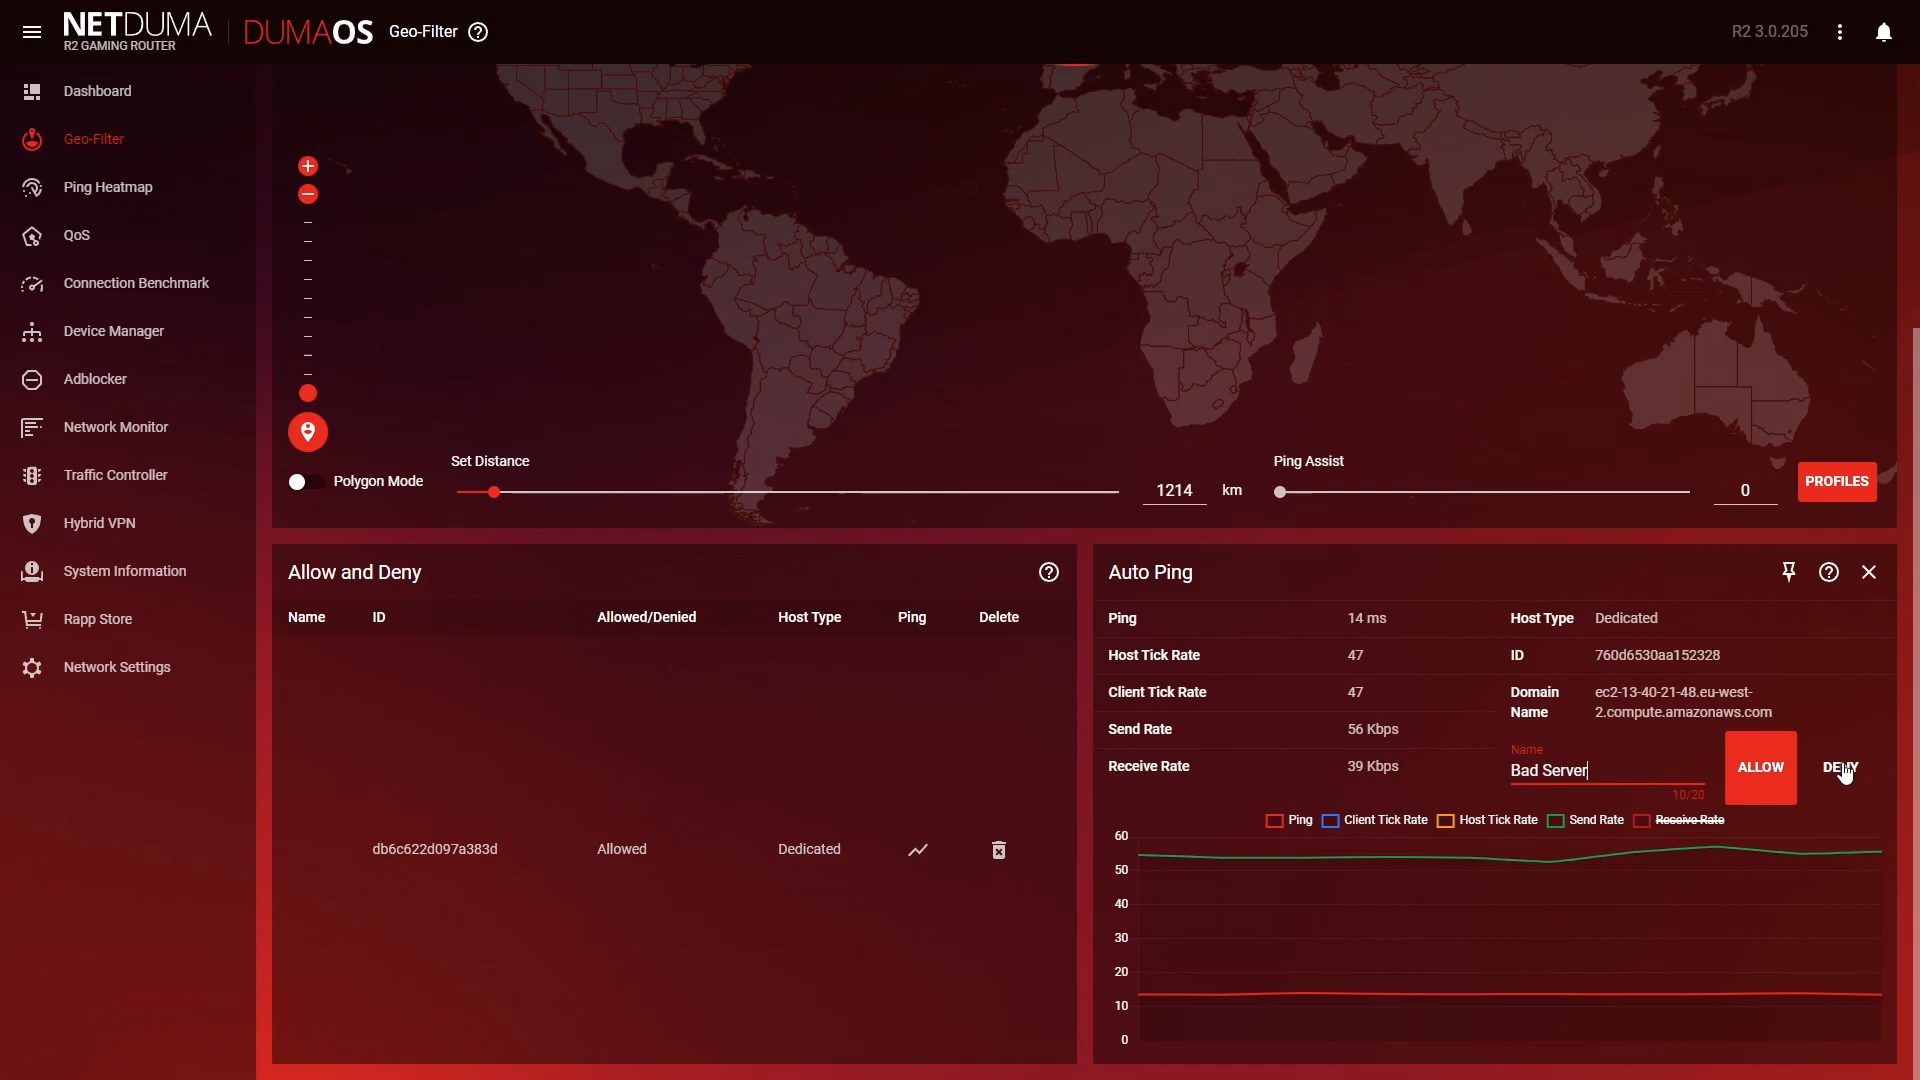 NETDUMA
R2 GAMING ROUTER
DUMAOS
Geo-Filter
R2 3.0.205
Dashboard
Geo-Filter
Ping Heatmap
QoS
Connection Benchmark
Device Manager
Adblocker
Network Monitor
Traffic Controller
Hybrid VPN
System Information
Rapp Store
Network Settings
Polygon Mode
Set Distance
1214 km
Ping Assist
0
PROFILES
Allow and Deny
Name ID Allowed/Denied Host Type Ping Delete
db6c622d097a383d Allowed Dedicated
Auto Ping
Ping 14 ms
Host Tick Rate 47
Client Tick Rate 47
Send Rate 56 Kbps
Receive Rate 39 Kbps
Host Type Dedicated
ID 760d6530aa152328
Domain Name ec2-13-40-21-48.eu-west-
2.compute.amazonaws.com
Name
Bad Server
10/20
ALLOW
DENY
Ping Client Tick Rate Host Tick Rate Send Rate Receive Rate
60
50
40
30
20
10
0